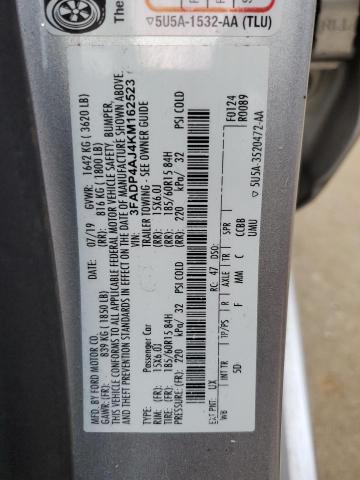 The
▽5U5A-1532-AA (TLU)
MFD. BY FORD MOTOR CO.
DATE: 07/19 GVWR: 1642 KG ( 3620 LB)
GAWR: (FR): 839 KG (1850 LB) (RR): 816 KG (1800 LB)
THIS VEHICLE CONFORMS TO ALL APPLICABLE FEDERAL MOTOR VEHICLE SAFETY, BUMPER
AND THEFT PREVENTION STANDARDS IN EFFECT ON THE DATE OF MANUFACTURE SHOWN ABOVE.
VIN: 3FADP4AJ4KM162523
TYPE: Passenger Car TRAILER TOWING - SEE OWNER GUIDE
RIM: (FR): 15X6.0J (RR): 15X6.0J
TIRE: (FR): 185/60R15 84H (RR): 185/60R15 84H
PRESSURE: (FR): 220 kPa/ 32 PSI COLD (RR): 220 kPa/ 32 PSI COLD
F0124
R0089
EXT PNT: UX RC: 47 DSO:
WB INT TR TP/PS R AXLE TR SPR
5D F MM C CCBB
UMU
▽5U5A-3520472-AA